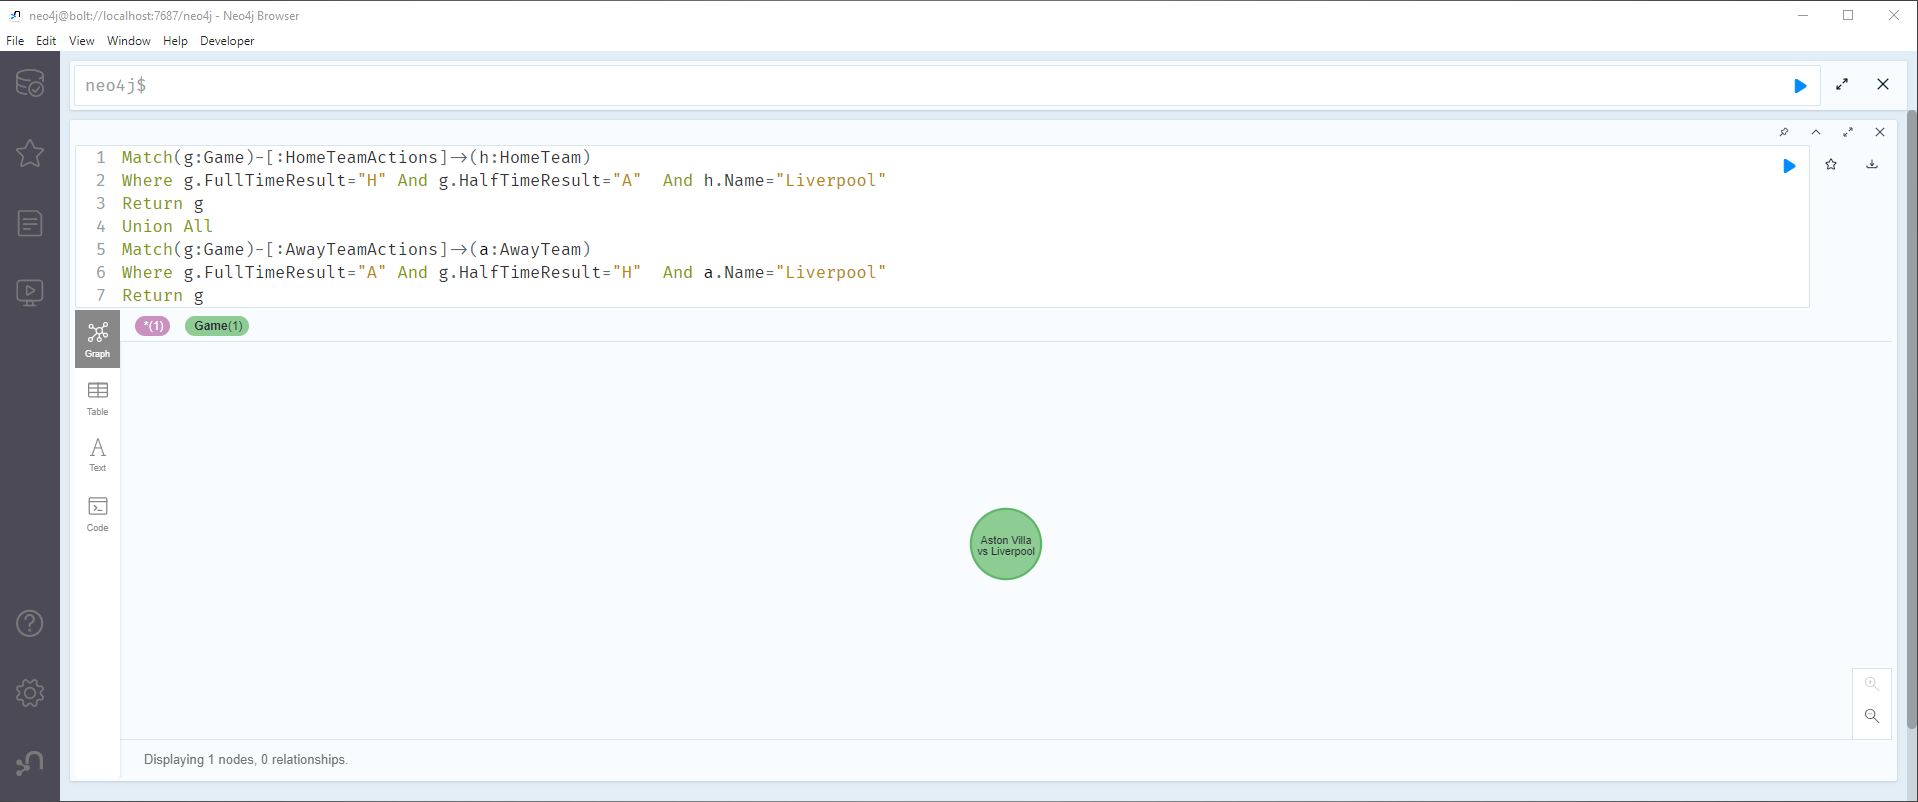 neo4j@bolt://localhost:7687/neo4j - Neo4j Browser
File Edit View Window Help Developer
neo4j$
1 Match(g:Game)-[:HomeTeamActions]->(h:HomeTeam)
2 Where g.FullTimeResult="H" And g.HalfTimeResult="A"  And h.Name="Liverpool"
3 Return g
4 Union All
5 Match(g:Game)-[:AwayTeamActions]->(a:AwayTeam)
6 Where g.FullTimeResult="A" And g.HalfTimeResult="H"  And a.Name="Liverpool"
7 Return g
*(1) Game(1)
Graph
Table
Text
Code
Aston Villa
vs Liverpool
Displaying 1 nodes, 0 relationships.